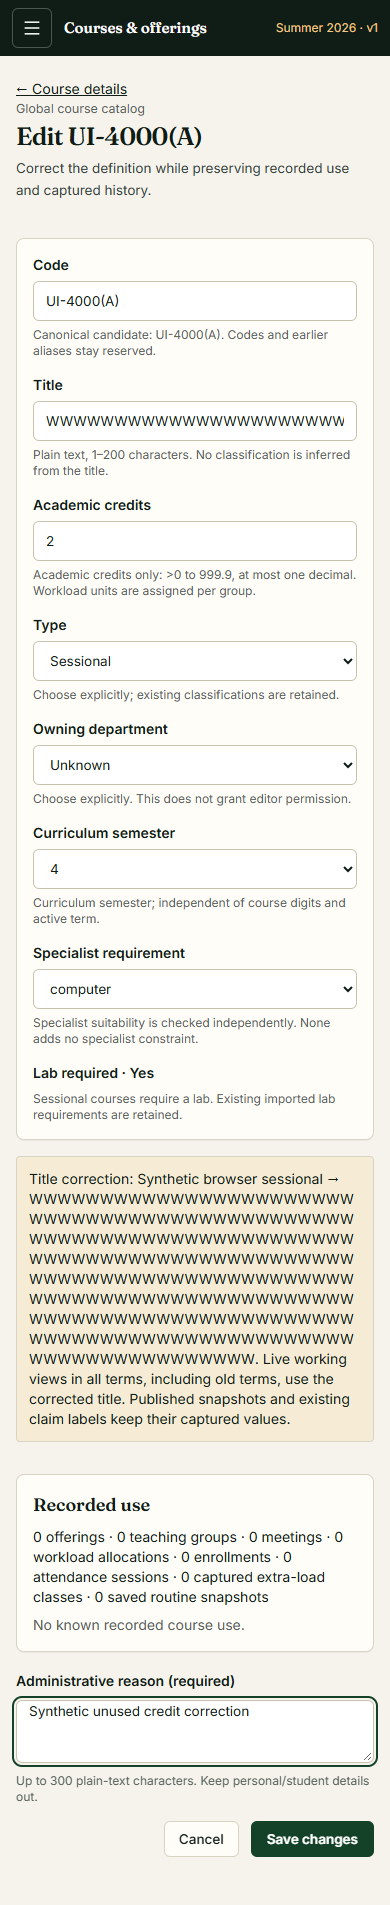 Courses & offerings
Summer 2026 · v1
← Course details
Global course catalog
Edit UI-4000(A)
Correct the definition while preserving recorded use
and captured history.
Code
UI-4000(A)
Canonical candidate: UI-4000(A). Codes and earlier
aliases stay reserved.
Title
WWWWWWWWWWWWWWWWWWWWWW
Plain text, 1–200 characters. No classification is inferred
from the title.
Academic credits
2
Academic credits only: >0 to 999.9, at most one decimal.
Workload units are assigned per group.
Type
Sessional
Choose explicitly; existing classifications are retained.
Owning department
Unknown
Choose explicitly. This does not grant editor permission.
Curriculum semester
4
Curriculum semester; independent of course digits and
active term.
Specialist requirement
computer
Specialist suitability is checked independently. None
adds no specialist constraint.
Lab required · Yes
Sessional courses require a lab. Existing imported lab
requirements are retained.
Title correction: Synthetic browser sessional →
WWWWWWWWWWWWWWWWWWWWWWW
WWWWWWWWWWWWWWWWWWWWWWW
WWWWWWWWWWWWWWWWWWWWWWW
WWWWWWWWWWWWWWWWWWWWWWW
WWWWWWWWWWWWWWWWWWWWWWW
WWWWWWWWWWWWWWWWWWWWWWW
WWWWWWWWWWWWWWWWWWWWWWW
WWWWWWWWWWWWWWWWWWWWWWW
WWWWWWWWWWWWWWWW. Live working
views in all terms, including old terms, use the
corrected title. Published snapshots and existing
claim labels keep their captured values.
Recorded use
0 offerings · 0 teaching groups · 0 meetings · 0
workload allocations · 0 enrollments · 0
attendance sessions · 0 captured extra-load
classes · 0 saved routine snapshots
No known recorded course use.
Administrative reason (required)
Synthetic unused credit correction
Up to 300 plain-text characters. Keep personal/student details
out.
Cancel
Save changes